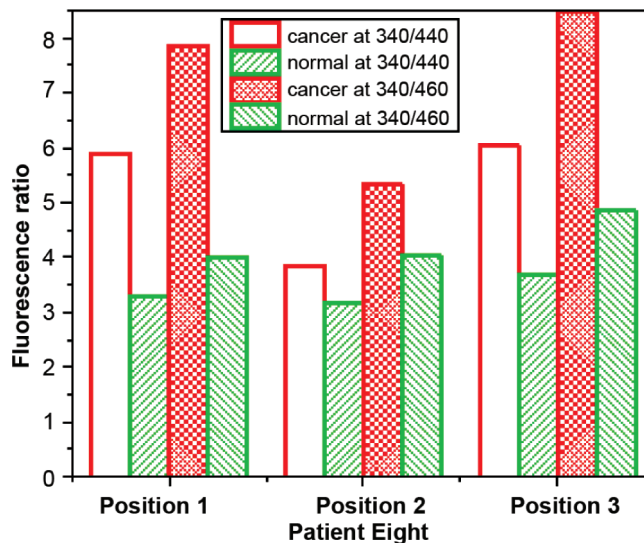 8
7
6
5
4
3
2
1
0
Fluorescence ratio
cancer at 340/440
normal at 340/440
cancer at 340/460
normal at 340/460
Position 1 Position 2 Position 3
Patient Eight